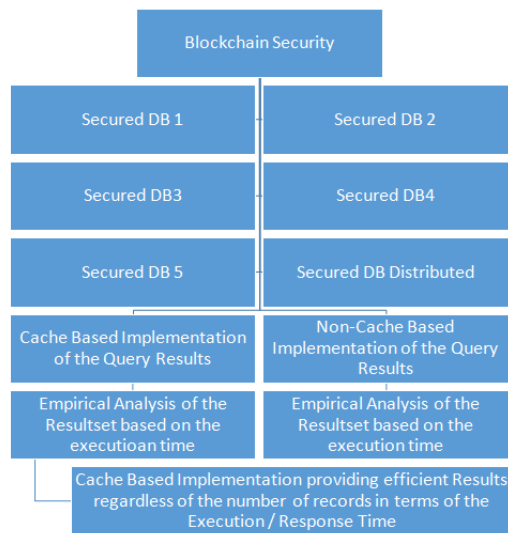 Blockchain Security
Secured DB 1
Secured DB 2
Secured DB3
Secured DB4
Secured DB 5
Secured DB Distributed
Cache Based Implementation
of the Query Results
Non-Cache Based
Implementation of the Query
Results
Empirical Analysis of the
Resultset based on the
executioan time
Empirical Analysis of the
Resultset based on the
execution time
Cache Based Implementation providing efficient Results
regardless of the number of records in terms of the
Execution / Response Time